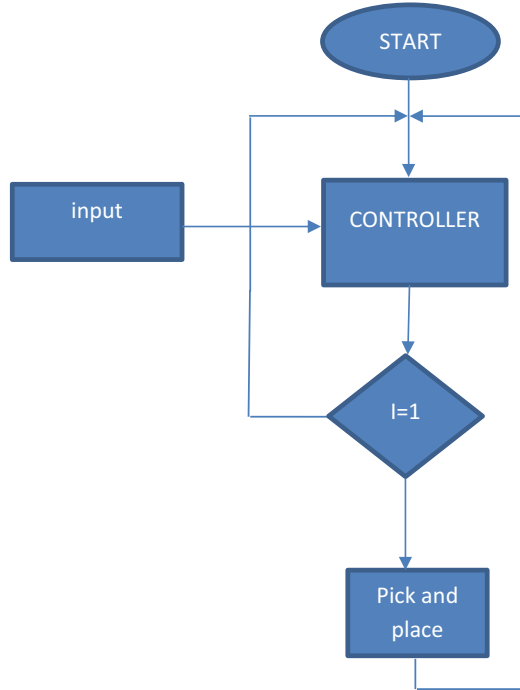 START
input
CONTROLLER
I=1
Pick and
place